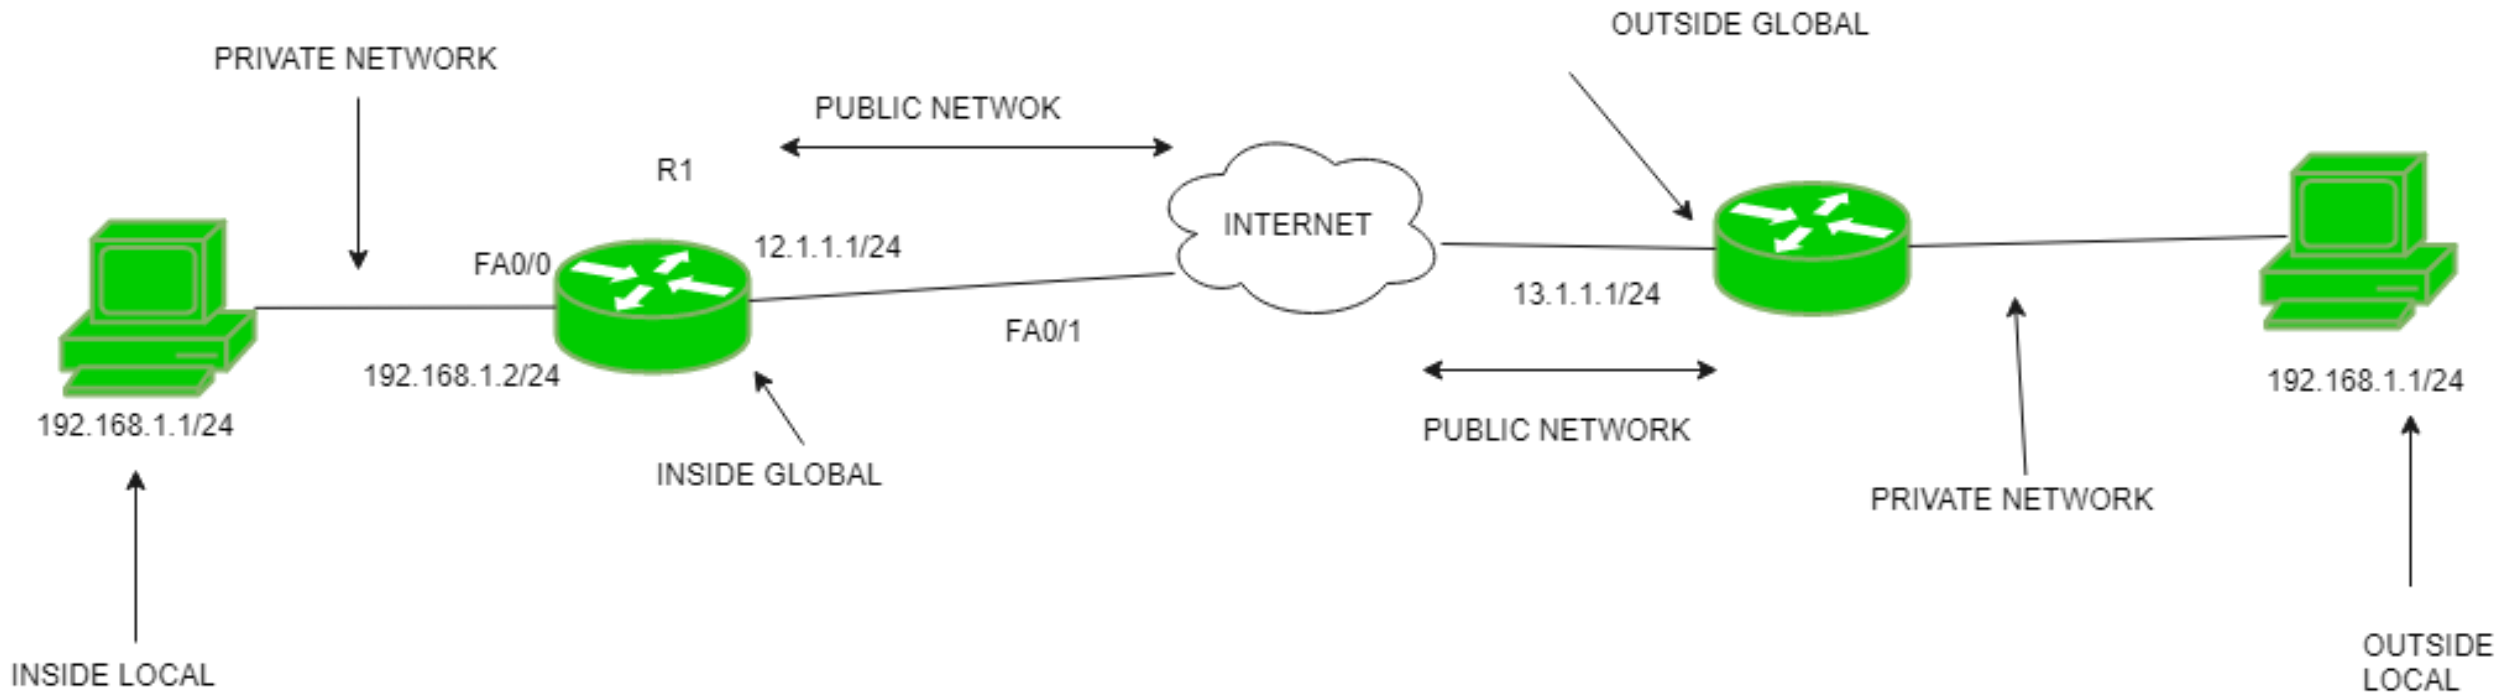 OUTSIDE GLOBAL
PRIVATE NETWORK
PUBLIC NETWOK
R1
INTERNET
12.1.1.1/24
FA0/0
13.1.1.1/24
FA0/1
192.168.1.2/24
192.168.1.1/24
192.168.1.1/24
PUBLIC NETWORK
INSIDE GLOBAL
PRIVATE NETWORK
INSIDE LOCAL
OUTSIDE
LOCAL